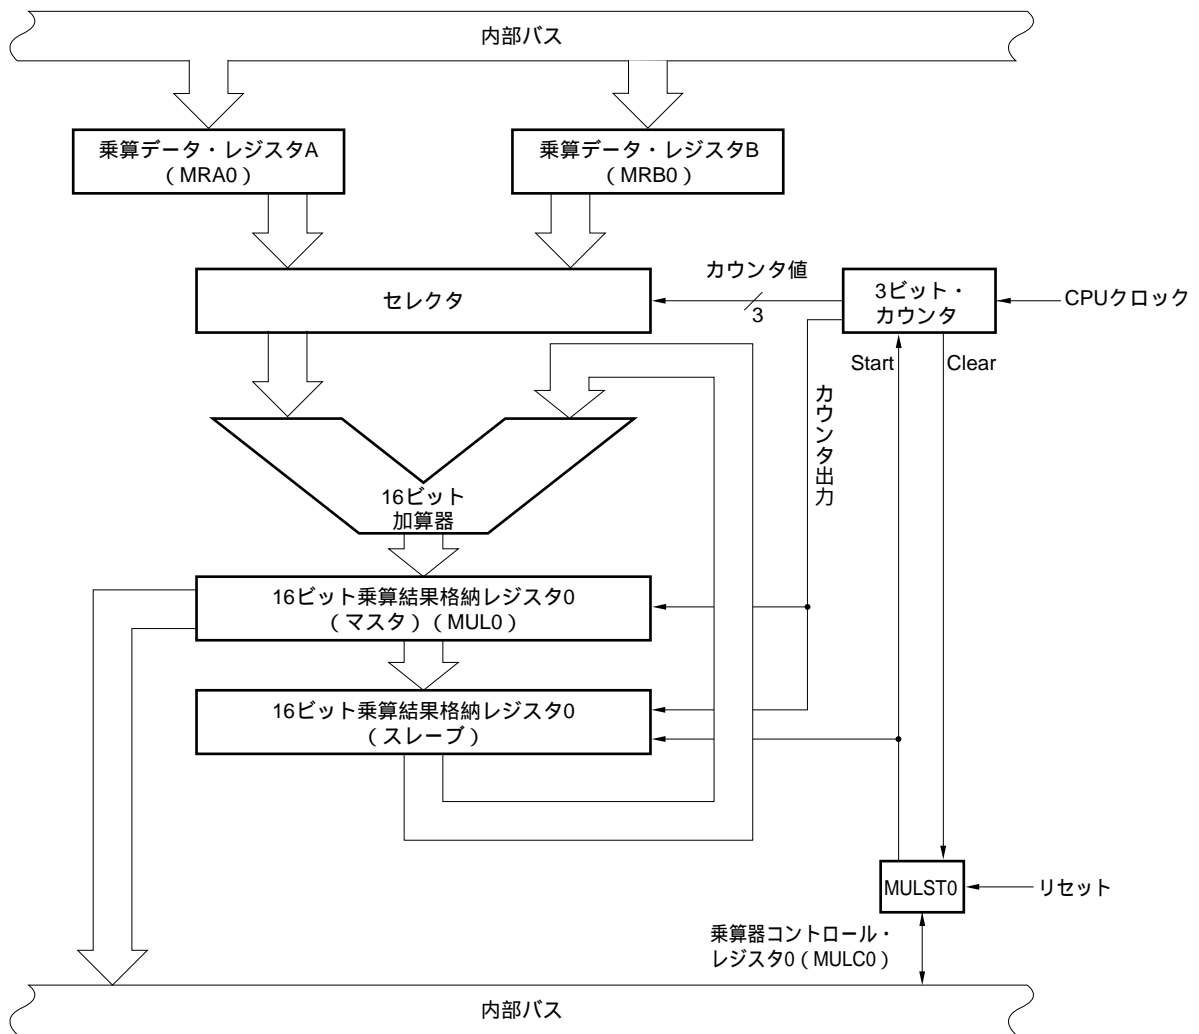 内部バス
乗算データ・レジスタA
（MRA0）
乗算データ・レジスタB
（MRB0）
セレクタ
カウンタ値
3
3ビット・
カウンタ
CPUクロック
Start
Clear
カウンタ出力
16ビット
加算器
16ビット乗算結果格納レジスタ0
（マスタ）（MUL0）
16ビット乗算結果格納レジスタ0
（スレーブ）
MULST0
リセット
乗算器コントロール・
レジスタ0（MULC0）
内部バス